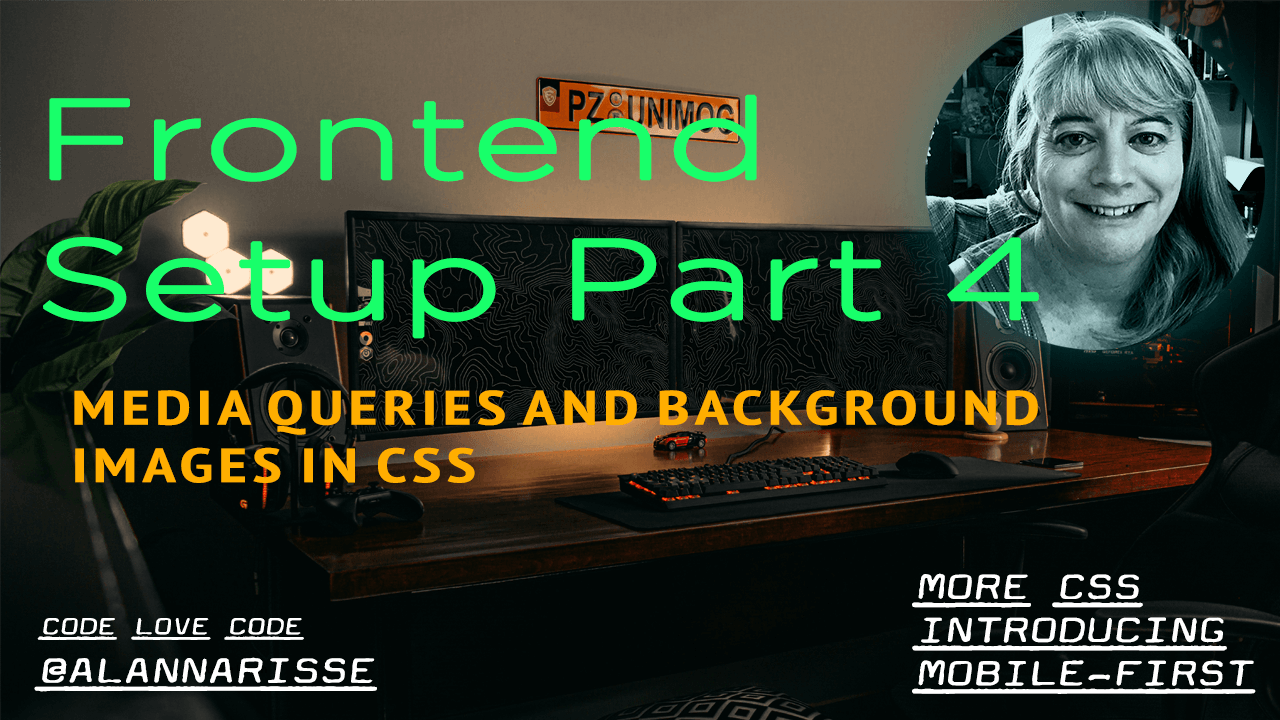 PZ UNIMOG
Frontend
Setup Part 4
MEDIA QUERIES AND BACKGROUND
IMAGES IN CSS
CODE LOVE CODE
@ALANNARISSE
MORE CSS
INTRODUCING
MOBILE-FIRST